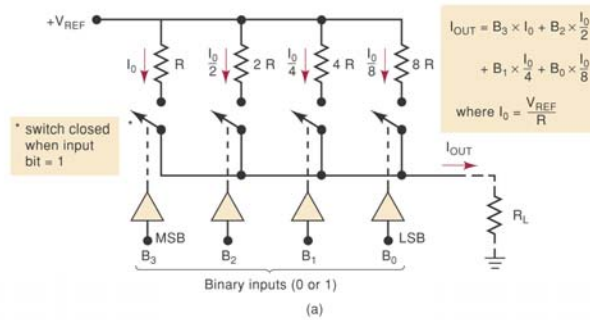 +V_REF
I_0 R I_0/2 2 R I_0/4 4 R I_0/8 8 R
I_OUT = B_3 × I_0 + B_2 × I_0/2
+ B_1 × I_0/4 + B_0 × I_0/8
where I_0 = V_REF/R
* switch closed
when input
bit = 1
*
I_OUT
R_L
MSB LSB
B_3 B_2 B_1 B_0
Binary inputs (0 or 1)
(a)